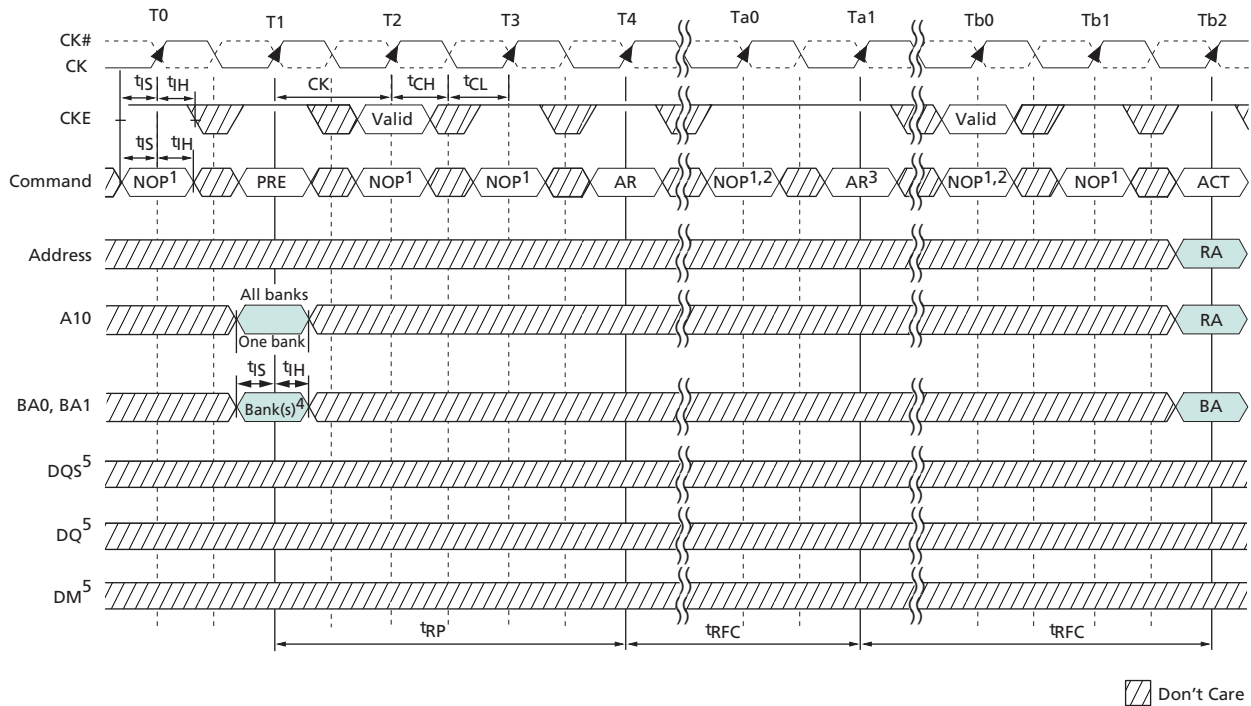 T0 T1 T2 T3 T4 Ta0 Ta1 Tb0 Tb1 Tb2
CK#
CK
tIS tIH CK tCH tCL
CKE Valid Valid
tIS tIH
Command NOP1 PRE NOP1 NOP1 AR NOP1,2 AR3 NOP1,2 NOP1 ACT
Address RA
All banks
A10 RA
One bank
tIS tIH
BA0, BA1 Bank(s)4 BA
DQS5
DQ5
DM5
tRP tRFC tRFC
Don't Care